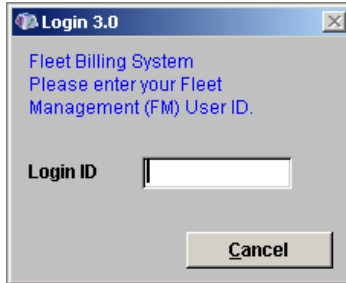 Login 3.0
Fleet Billing System
Please enter your Fleet
Management (FM) User ID.
Login ID
Cancel